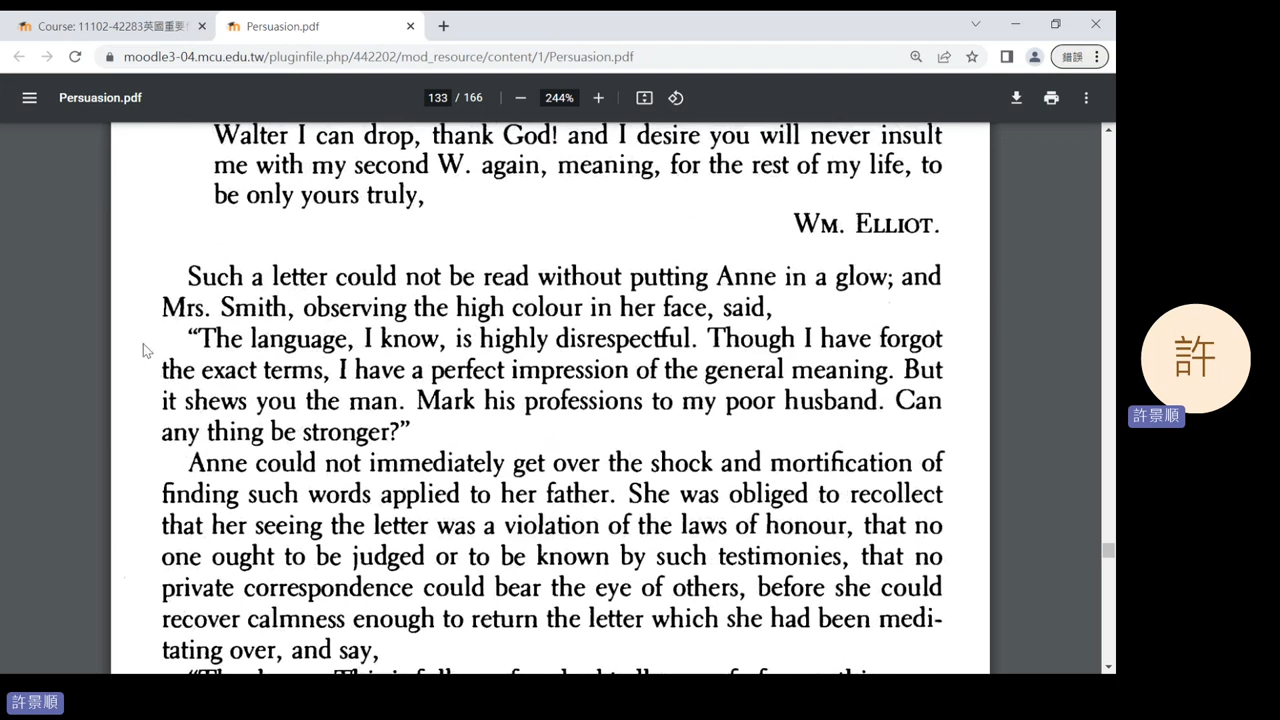 Course: 11102-42283英國重要
Persuasion.pdf
moodle3-04.mcu.edu.tw/pluginfile.php/442202/mod_resource/content/1/Persuasion.pdf
錯誤
Persuasion.pdf
133 / 166
244%
Walter I can drop, thank God! and I desire you will never insult
me with my second W. again, meaning, for the rest of my life, to
be only yours truly,
WM. ELLIOT.
Such a letter could not be read without putting Anne in a glow; and
Mrs. Smith, observing the high colour in her face, said,
“The language, I know, is highly disrespectful. Though I have forgot
the exact terms, I have a perfect impression of the general meaning. But
it shews you the man. Mark his professions to my poor husband. Can
any thing be stronger?”
Anne could not immediately get over the shock and mortification of
finding such words applied to her father. She was obliged to recollect
that her seeing the letter was a violation of the laws of honour, that no
one ought to be judged or to be known by such testimonies, that no
private correspondence could bear the eye of others, before she could
recover calmness enough to return the letter which she had been medi-
tating over, and say,
許
許景順
許景順